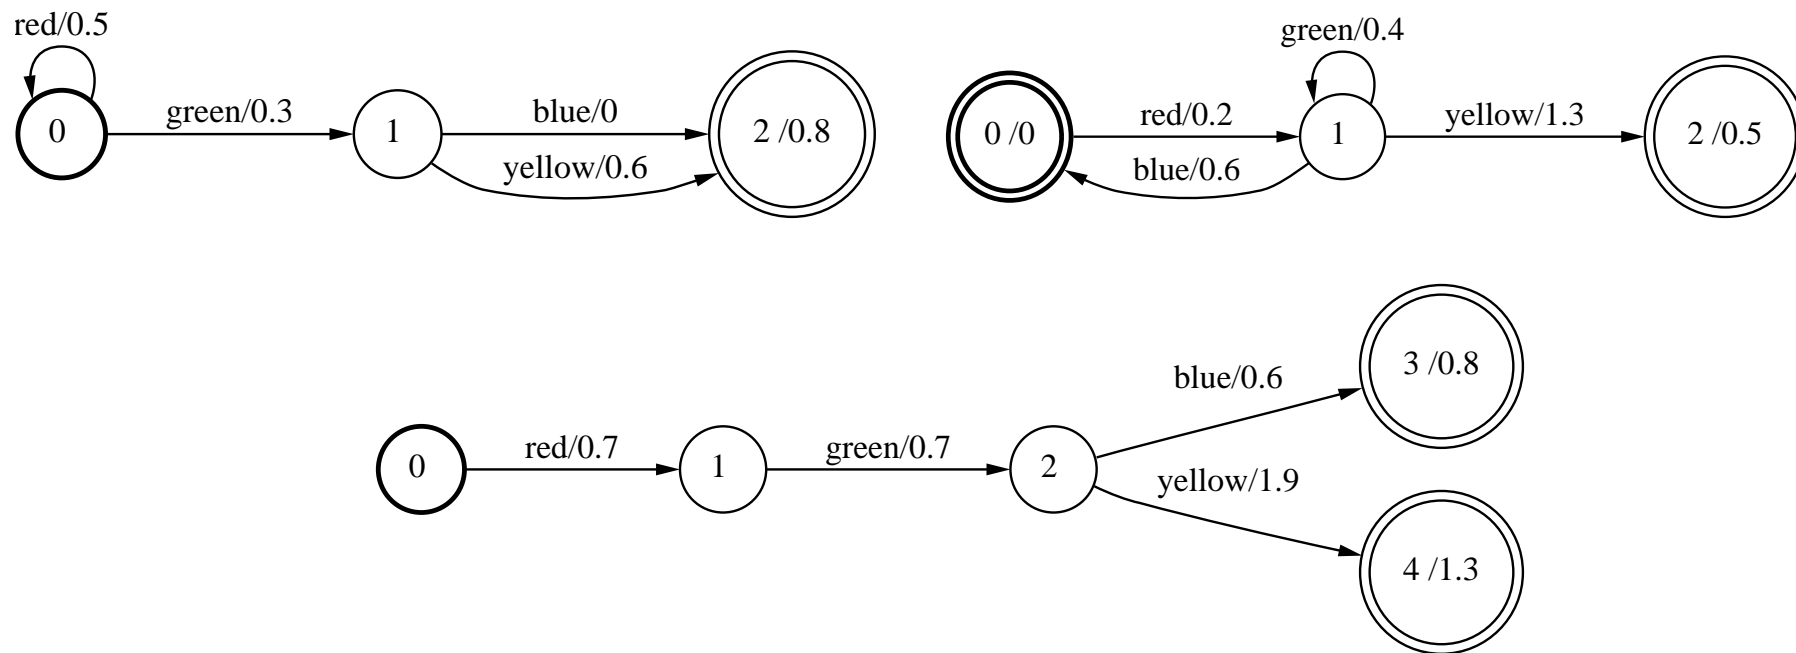 red/0.5
0
green/0.3
1
blue/0
yellow/0.6
2 /0.8
0 /0
red/0.2
blue/0.6
green/0.4
1
yellow/1.3
2 /0.5
0
red/0.7
1
green/0.7
2
blue/0.6
yellow/1.9
3 /0.8
4 /1.3